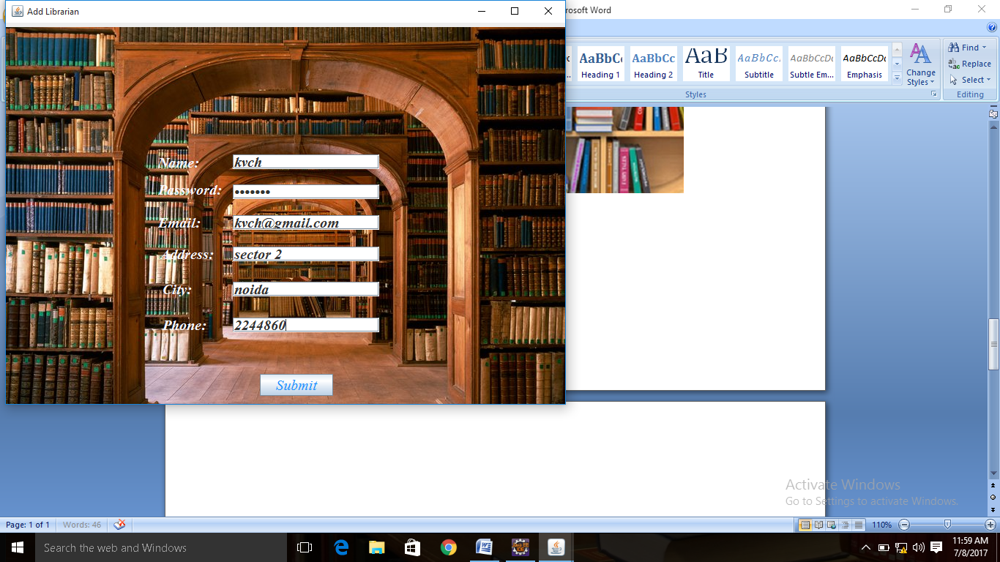 Add Librarian
rosoft Word
Name: kvch
Password: •••••••
Email: kvch@gmail.com
Address: sector 2
City: noida
Phone: 2244860
Submit
AaBbC AaBbCc AaB AaBbCc. AaBbCcDc AaBbCcDc
Heading 1 Heading 2 Title Subtitle Subtle Em... Emphasis
Change
Styles
Styles
Find
Replace
Select
Editing
Activate Windows
Go to Settings to activate Windows.
Page: 1 of 1 Words: 46 110%
Search the web and Windows
11:59 AM
7/8/2017